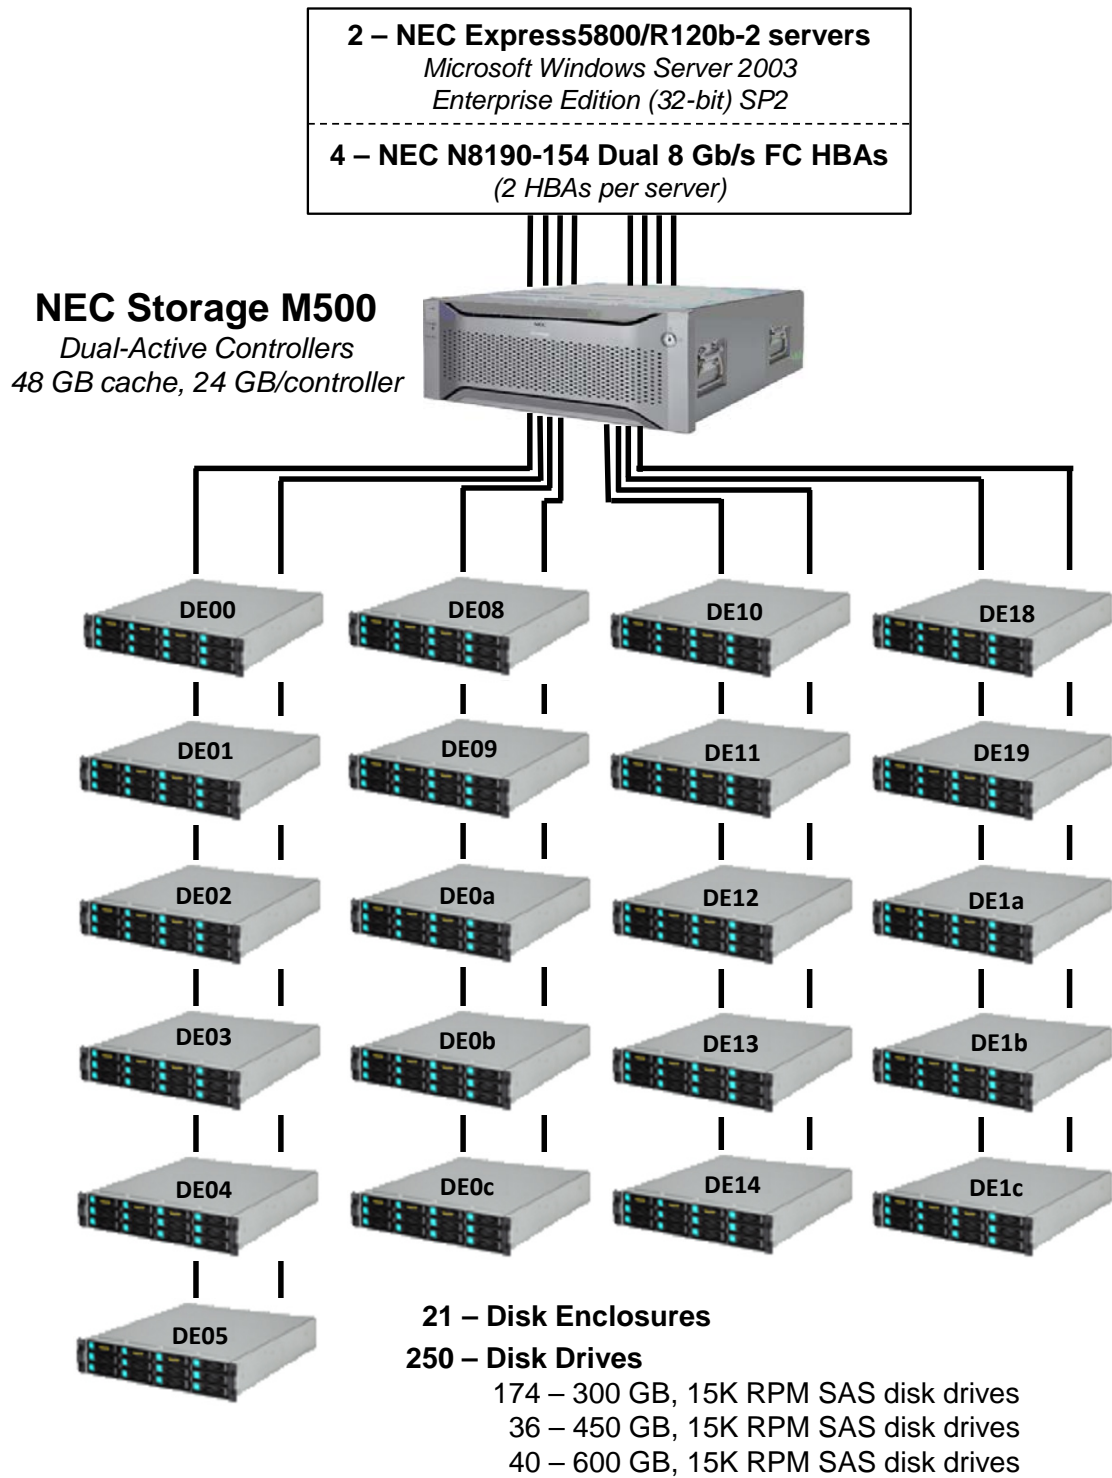 2 – NEC Express5800/R120b-2 servers
Microsoft Windows Server 2003
Enterprise Edition (32-bit) SP2
4 – NEC N8190-154 Dual 8 Gb/s FC HBAs
(2 HBAs per server)
NEC Storage M500
Dual-Active Controllers
48 GB cache, 24 GB/controller
NEC
DE00 DE08 DE10 DE18
DE01 DE09 DE11 DE19
DE02 DE0a DE12 DE1a
DE03 DE0b DE13 DE1b
DE04 DE0c DE14 DE1c
DE05
21 – Disk Enclosures
250 – Disk Drives
174 – 300 GB, 15K RPM SAS disk drives
36 – 450 GB, 15K RPM SAS disk drives
40 – 600 GB, 15K RPM SAS disk drives